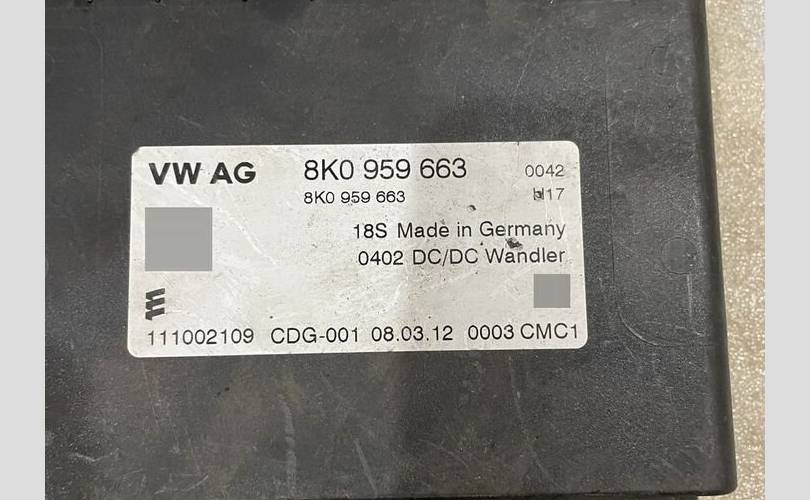 VW AG 8K0 959 663 0042
8K0 959 663 H17
18S Made in Germany
0402 DC/DC Wandler
111002109 CDG-001 08.03.12 0003 CMC1